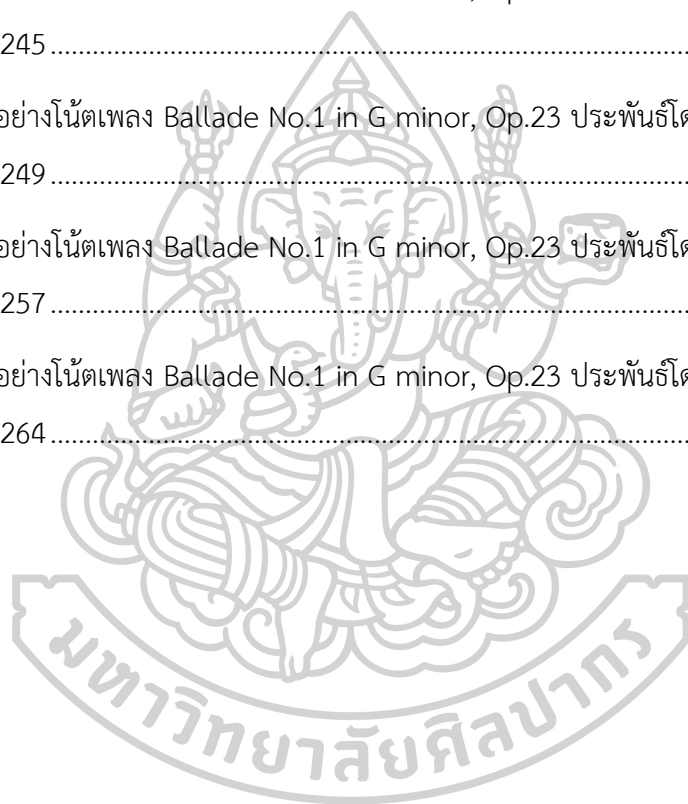 245
อย่างโน้ตเพลง Ballade No.1 in G minor, Op.23 ประพันธ์โด
249
อย่างโน้ตเพลง Ballade No.1 in G minor, Op.23 ประพันธ์โด
257
อย่างโน้ตเพลง Ballade No.1 in G minor, Op.23 ประพันธ์โด
264
มหาวิทยาลัยศิลปากร